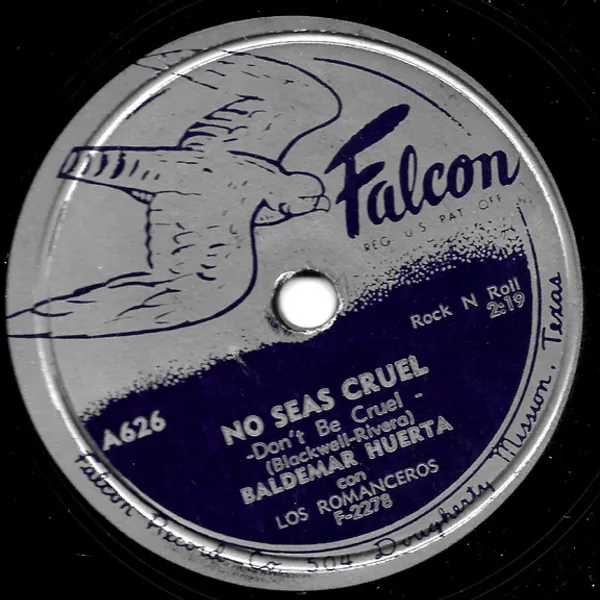 Falcon
REG. U.S. PAT. OFF.
Rock N Roll
2:19
A626
NO SEAS CRUEL
-Don't Be Cruel -
(Blackwell-Rivera)
BALDEMAR HUERTA
con
LOS ROMANCEROS
F-2278
Falcon Record Co 504 Dougherty Mission, Texas